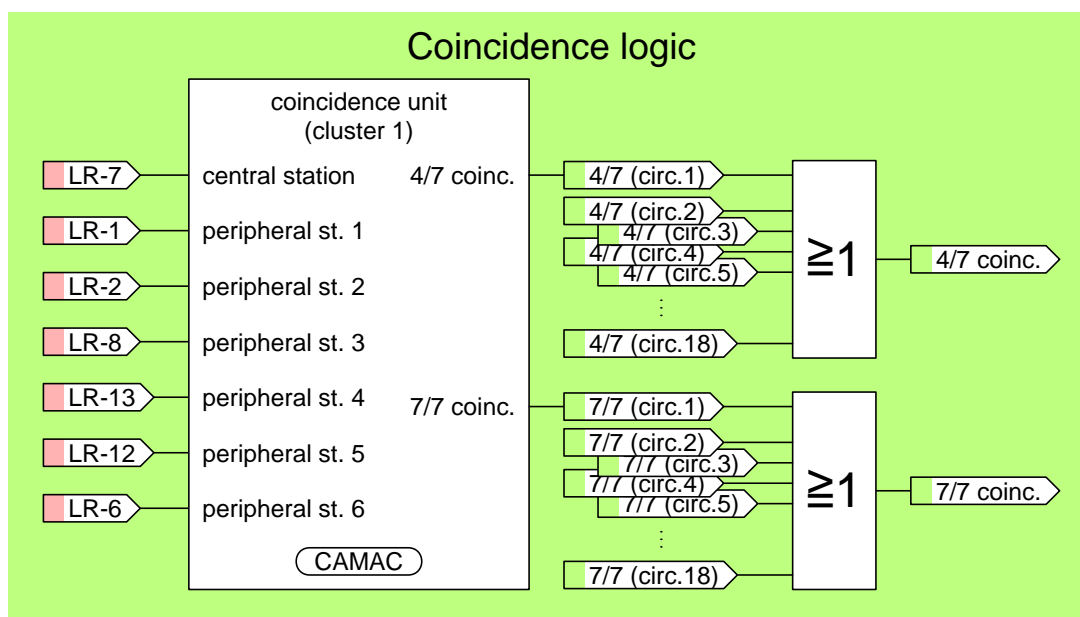 Coincidence logic
coincidence unit
(cluster 1)
LR-7
central station
4/7 coinc.
LR-1
peripheral st. 1
LR-2
peripheral st. 2
LR-8
peripheral st. 3
LR-13
peripheral st. 4
7/7 coinc.
LR-12
peripheral st. 5
LR-6
peripheral st. 6
CAMAC
4/7 (circ.1)
4/7 (circ.2)
4/7 (circ.3)
4/7 (circ.4)
4/7 (circ.5)
...
4/7 (circ.18)
≧1
4/7 coinc.
7/7 (circ.1)
7/7 (circ.2)
7/7 (circ.3)
7/7 (circ.4)
7/7 (circ.5)
...
7/7 (circ.18)
≧1
7/7 coinc.